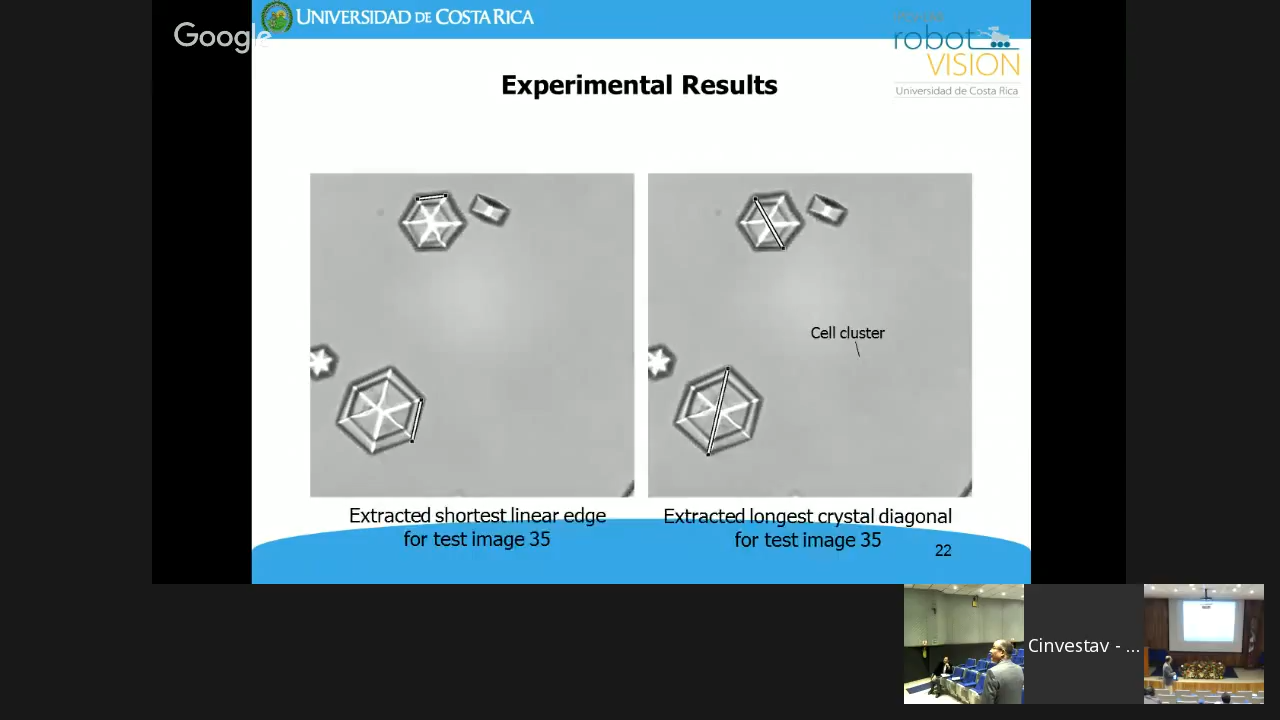 UNIVERSIDAD DE COSTA RICA
Google
robot
VISION
Universidad de Costa Rica
Experimental Results
Cell cluster
Extracted shortest linear edge
for test image 35
Extracted longest crystal diagonal
for test image 35
22
Cinvestav - ...